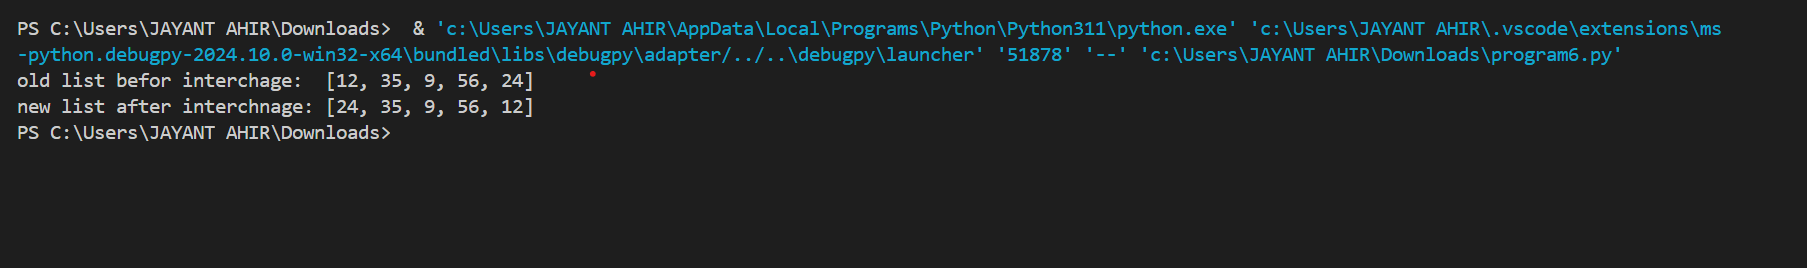 PS C:\Users\JAYANT AHIR\Downloads>  & 'c:\Users\JAYANT AHIR\AppData\Local\Programs\Python\Python311\python.exe' 'c:\Users\JAYANT AHIR\.vscode\extensions\ms
-python.debugpy-2024.10.0-win32-x64\bundled\libs\debugpy\adapter/../..\debugpy\launcher' '51878' '--' 'c:\Users\JAYANT AHIR\Downloads\program6.py'
old list befor interchage:  [12, 35, 9, 56, 24]
new list after interchnage: [24, 35, 9, 56, 12]
PS C:\Users\JAYANT AHIR\Downloads>